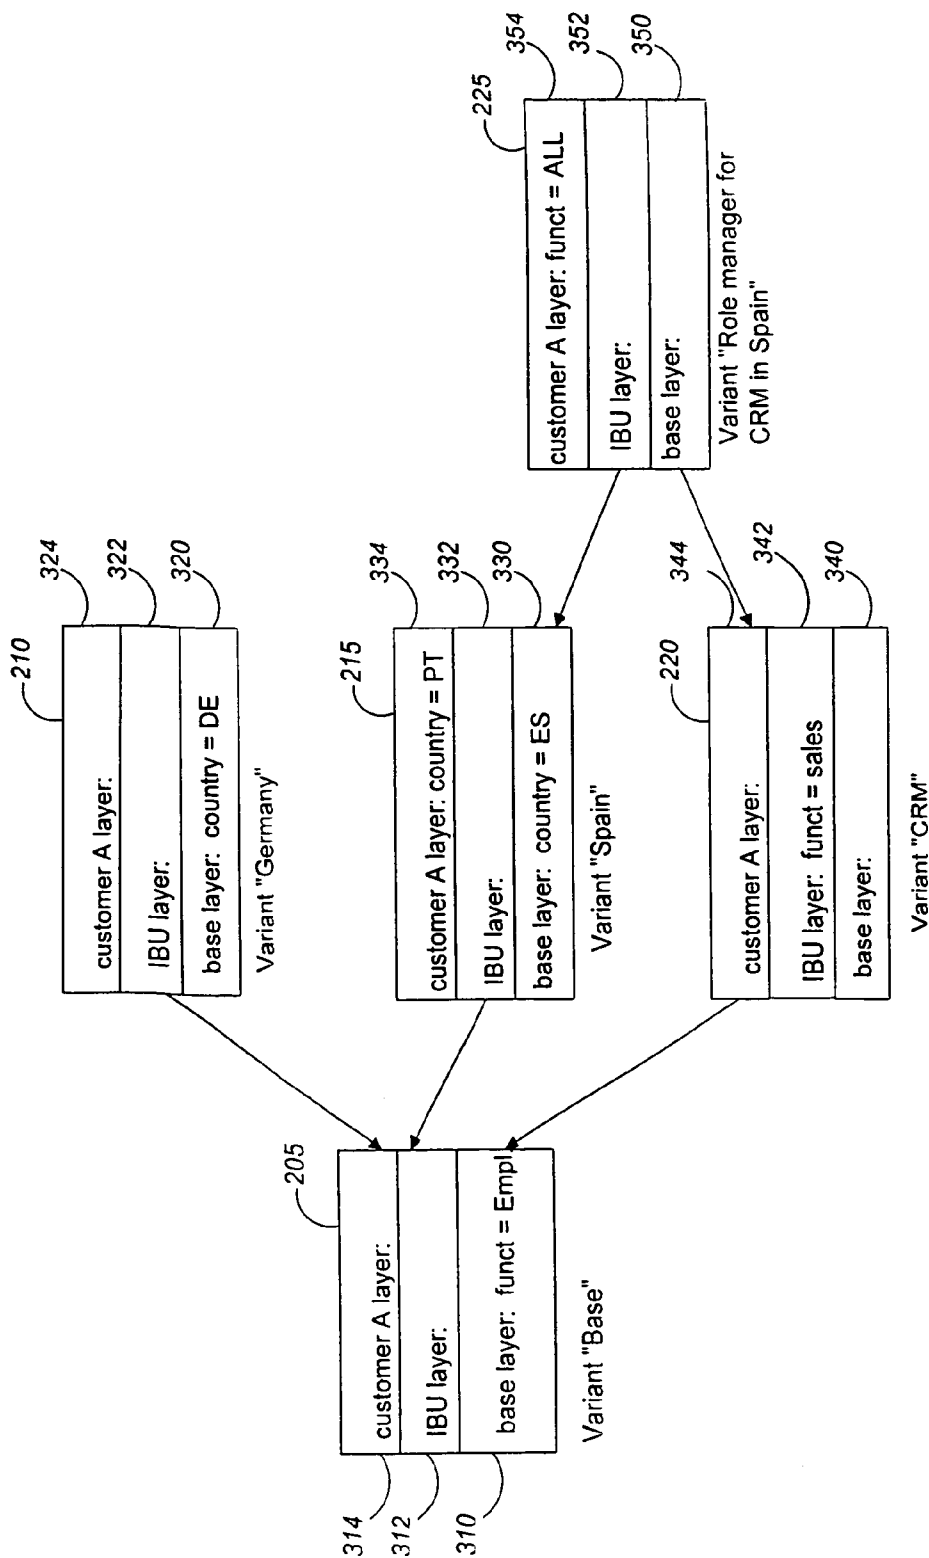 205
314
customer A layer:
312
IBU layer:
310
base layer: funct = Empl
Variant "Base"
210
324
customer A layer:
322
IBU layer:
320
base layer: country = DE
Variant "Germany"
215
334
customer A layer: country = PT
332
IBU layer:
330
base layer: country = ES
Variant "Spain"
220
344
customer A layer:
342
IBU layer: funct = sales
340
base layer:
Variant "CRM"
225
354
customer A layer: funct = ALL
352
IBU layer:
350
base layer:
Variant "Role manager for
CRM in Spain"